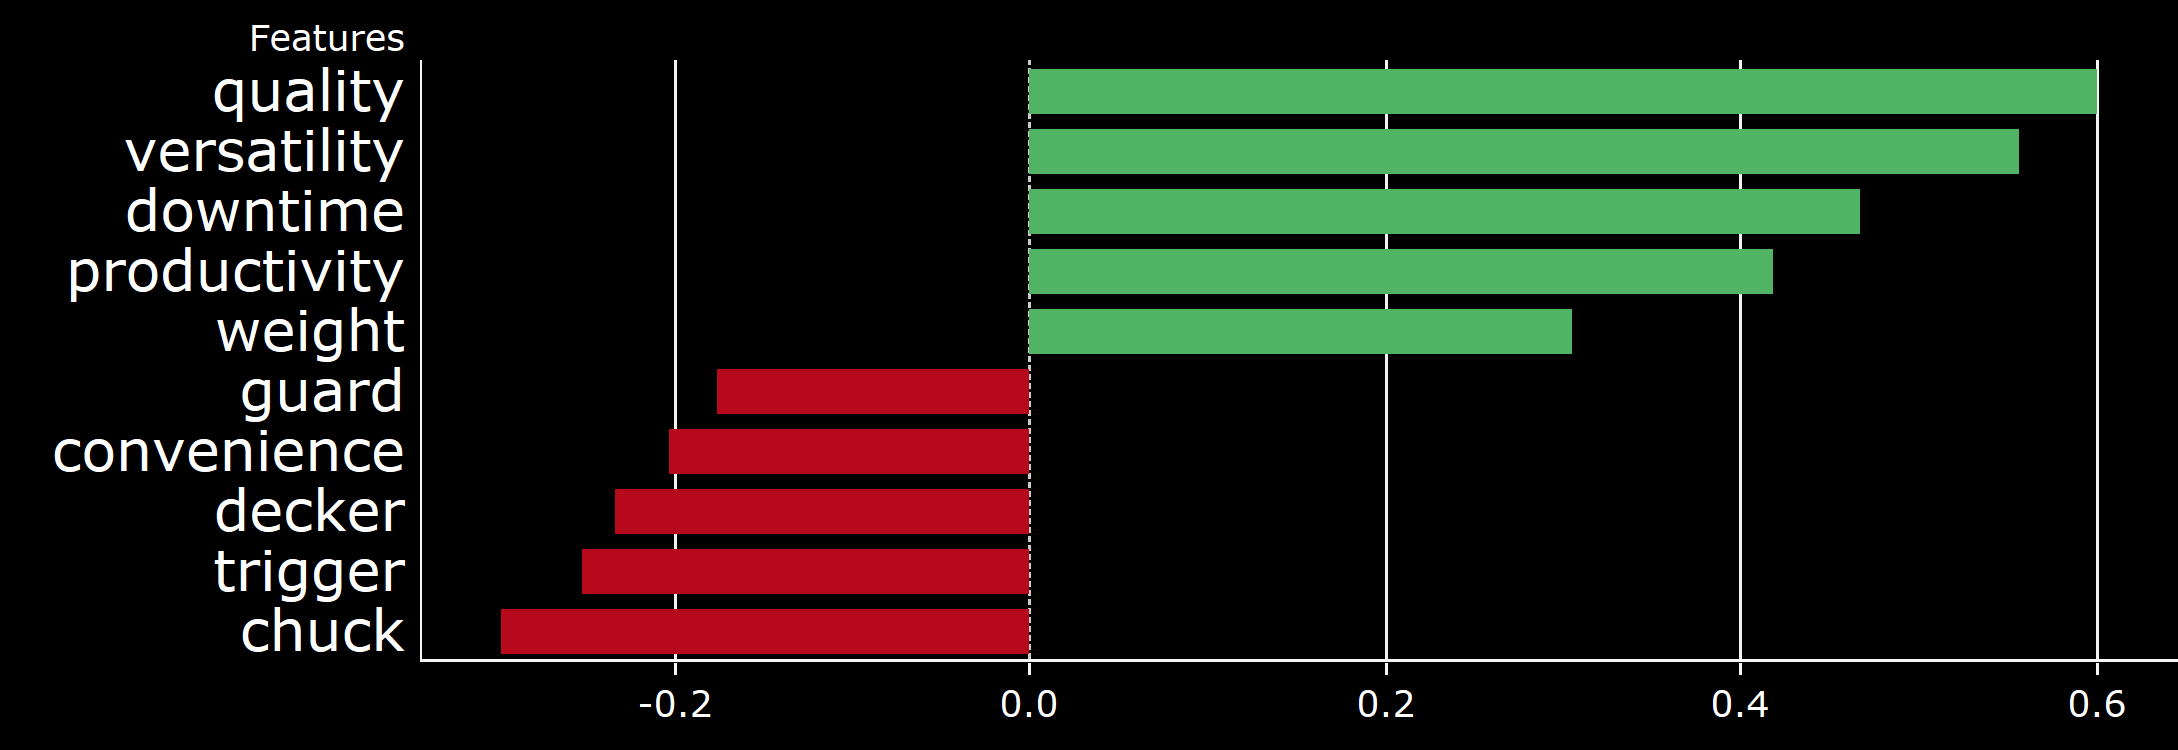 Features
quality
versatility
downtime
productivity
weight
guard
convenience
decker
trigger
chuck
-0.2 0.0 0.2 0.4 0.6